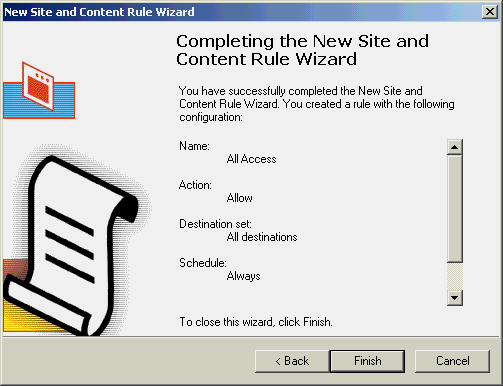 New Site and Content Rule Wizard
Completing the New Site and
Content Rule Wizard
You have successfully completed the New Site and
Content Rule Wizard. You created a rule with the following
configuration:
Name:
All Access
Action:
Allow
Destination set:
All destinations
Schedule:
Always
To close this wizard, click Finish.
< Back
Finish
Cancel